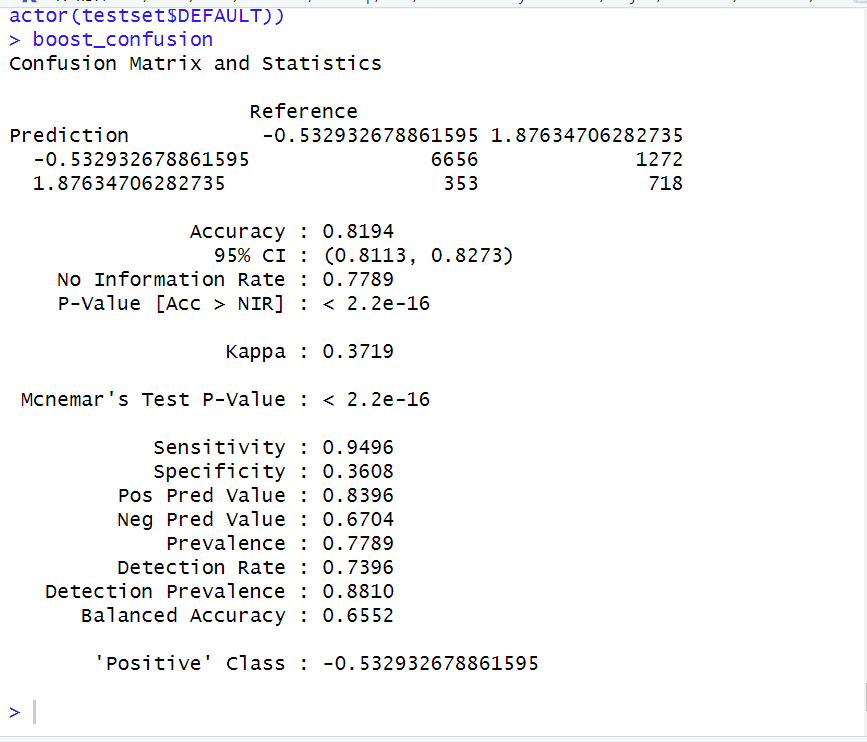 actor(testset$DEFAULT))
> boost_confusion
Confusion Matrix and Statistics
Reference
Prediction -0.532932678861595 1.87634706282735
-0.532932678861595 6656 1272
1.87634706282735 353 718
Accuracy : 0.8194
95% CI : (0.8113, 0.8273)
No Information Rate : 0.7789
P-Value [Acc > NIR] : < 2.2e-16
Kappa : 0.3719
Mcnemar's Test P-Value : < 2.2e-16
Sensitivity : 0.9496
Specificity : 0.3608
Pos Pred Value : 0.8396
Neg Pred Value : 0.6704
Prevalence : 0.7789
Detection Rate : 0.7396
Detection Prevalence : 0.8810
Balanced Accuracy : 0.6552
'Positive' Class : -0.532932678861595
>